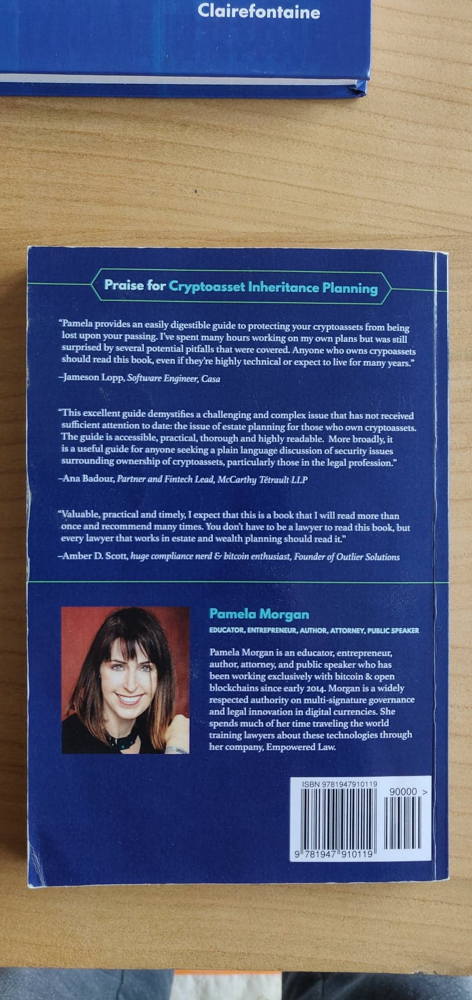 Clairefontaine
Praise for Cryptoasset Inheritance Planning
“Pamela provides an easily digestible guide to protecting your cryptoassets from being
lost upon your passing. I’ve spent many hours working on my own plans but was still
surprised by several potential pitfalls that were covered. Anyone who owns crypoassets
should read this book, even if they’re highly technical or expect to live for many years.”
–Jameson Lopp, Software Engineer, Casa
“This excellent guide demystifies a challenging and complex issue that has not received
sufficient attention to date: the issue of estate planning for those who own cryptoassets.
The guide is accessible, practical, thorough and highly readable. More broadly, it
is a useful guide for anyone seeking a plain language discussion of security issues
surrounding ownership of cryptoassets, particularly those in the legal profession.”
–Ana Badour, Partner and Fintech Lead, McCarthy Tétrault LLP
“Valuable, practical and timely, I expect that this is a book that I will read more than
once and recommend many times. You don’t have to be a lawyer to read this book, but
every lawyer that works in estate and wealth planning should read it.”
–Amber D. Scott, huge compliance nerd & bitcoin enthusiast, Founder of Outlier Solutions
Pamela Morgan
EDUCATOR, ENTREPRENEUR, AUTHOR, ATTORNEY, PUBLIC SPEAKER
Pamela Morgan is an educator, entrepreneur,
author, attorney, and public speaker who has
been working exclusively with bitcoin & open
blockchains since early 2014. Morgan is a widely
respected authority on multi-signature governance
and legal innovation in digital currencies. She
spends much of her time traveling the world
training lawyers about these technologies through
her company, Empowered Law.
ISBN 9781947910119
90000 >
9 781947 910119